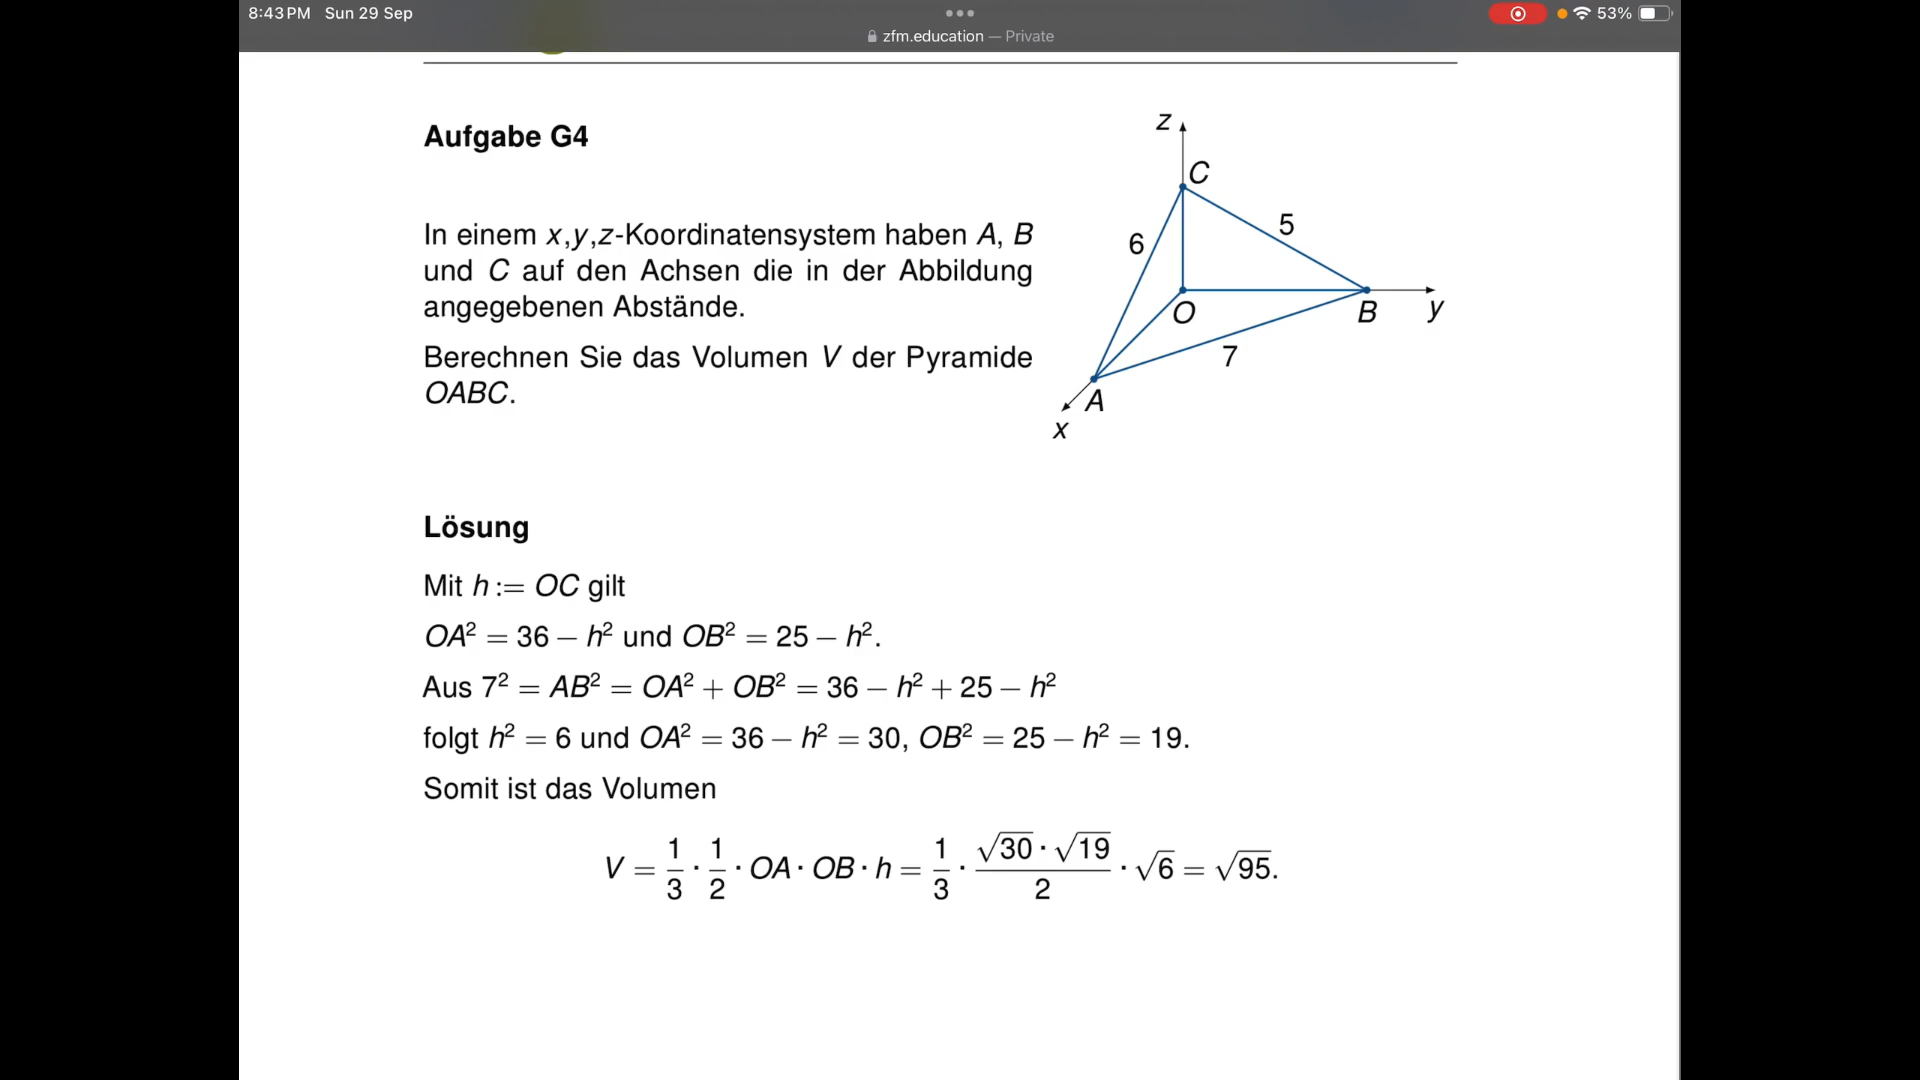 8:43 PM Sun 29 Sep
53%
zfm.education — Private
Aufgabe G4
In einem x,y,z-Koordinatensystem haben A, B
und C auf den Achsen die in der Abbildung
angegebenen Abstände.
Berechnen Sie das Volumen V der Pyramide
OABC.
z
C
5
6
O
B
y
7
A
x
Lösung
Mit h := OC gilt
OA² = 36 − h² und OB² = 25 − h².
Aus 7² = AB² = OA² + OB² = 36 − h² + 25 − h²
folgt h² = 6 und OA² = 36 − h² = 30, OB² = 25 − h² = 19.
Somit ist das Volumen
V = 1/3 · 1/2 · OA · OB · h = 1/3 · √30 · √19 / 2 · √6 = √95.